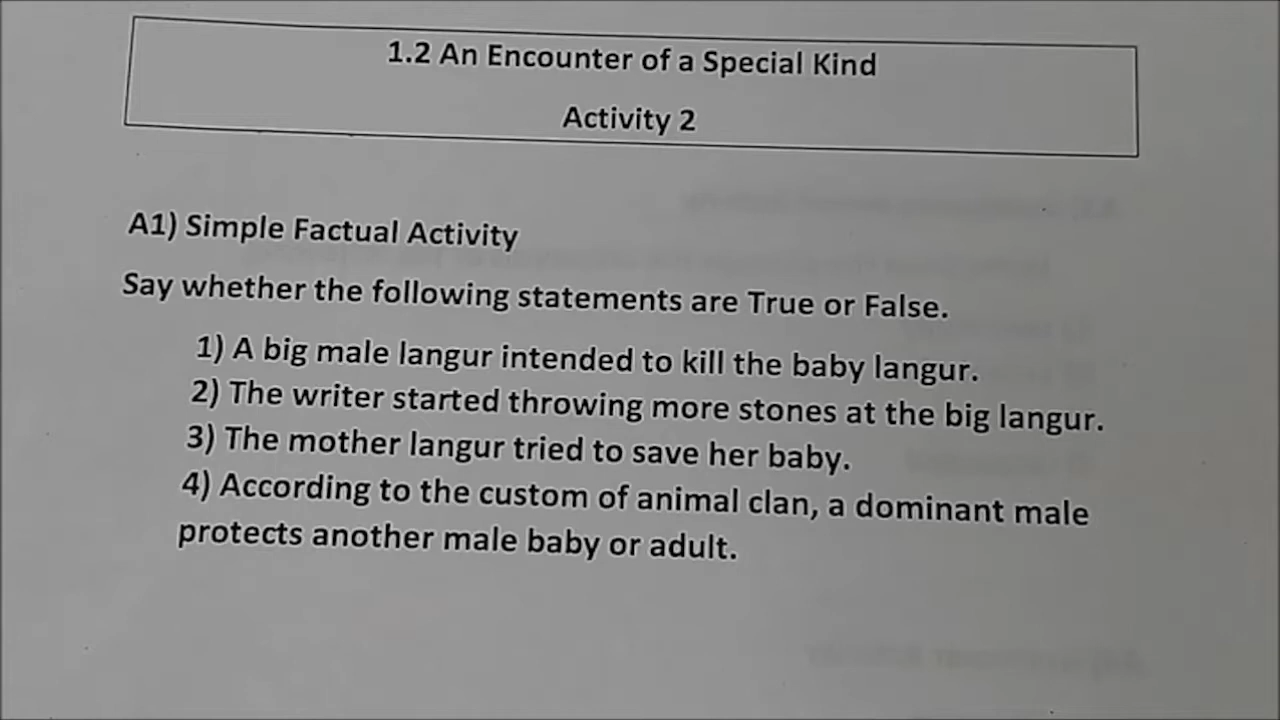 1.2 An Encounter of a Special Kind
Activity 2
A1) Simple Factual Activity
Say whether the following statements are True or False.
1) A big male langur intended to kill the baby langur.
2) The writer started throwing more stones at the big langur.
3) The mother langur tried to save her baby.
4) According to the custom of animal clan, a dominant male
protects another male baby or adult.